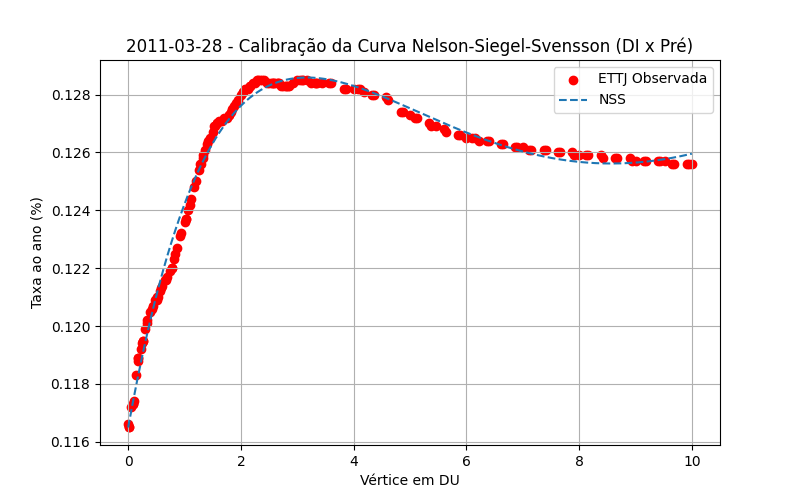 2011-03-28 - Calibração da Curva Nelson-Siegel-Svensson (DI x Pré)
ETTJ Observada
NSS
Taxa ao ano (%)
0.128
0.126
0.124
0.122
0.120
0.118
0.116
0
2
4
6
8
10
Vértice em DU